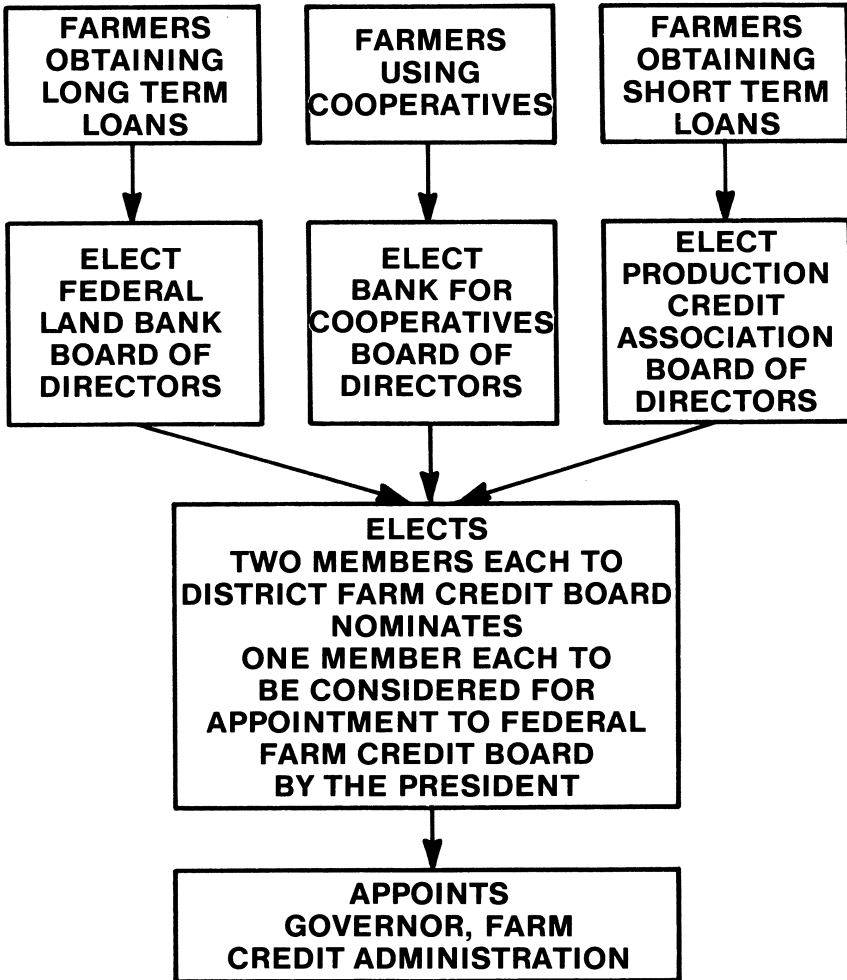 FARMERS
OBTAINING
LONG TERM
LOANS
FARMERS
USING
COOPERATIVES
FARMERS
OBTAINING
SHORT TERM
LOANS
ELECT
FEDERAL
LAND BANK
BOARD OF
DIRECTORS
ELECT
BANK FOR
COOPERATIVES
BOARD OF
DIRECTORS
ELECT
PRODUCTION
CREDIT
ASSOCIATION
BOARD OF
DIRECTORS
ELECTS
TWO MEMBERS EACH TO
DISTRICT FARM CREDIT BOARD
NOMINATES
ONE MEMBER EACH TO
BE CONSIDERED FOR
APPOINTMENT TO FEDERAL
FARM CREDIT BOARD
BY THE PRESIDENT
APPOINTS
GOVERNOR, FARM
CREDIT ADMINISTRATION